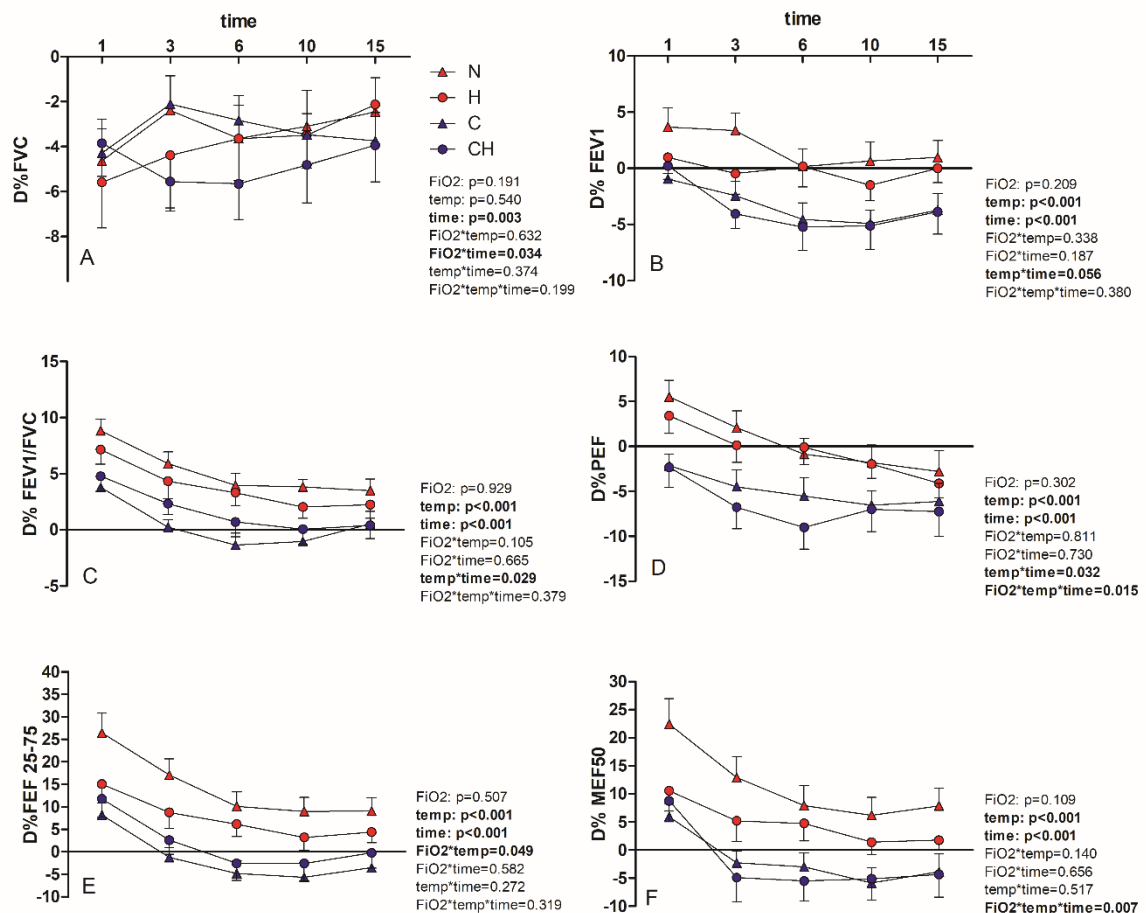 time
1 3 6 10 15
0
-2
-4
-6
-8
D%FVC
A
N
H
C
CH
FiO2: p=0.191
temp: p=0.540
time: p=0.003
FiO2*temp=0.632
FiO2*time=0.034
temp*time=0.374
FiO2*temp*time=0.199
time
1 3 6 10 15
10
5
0
-5
-10
D% FEV1
B
FiO2: p=0.209
temp: p<0.001
time: p<0.001
FiO2*temp=0.338
FiO2*time=0.187
temp*time=0.056
FiO2*temp*time=0.380
15
10
5
0
-5
D% FEV1/FVC
C
FiO2: p=0.929
temp: p<0.001
time: p<0.001
FiO2*temp=0.105
FiO2*time=0.665
temp*time=0.029
FiO2*temp*time=0.379
10
5
0
-5
-10
-15
D%PEF
D
FiO2: p=0.302
temp: p<0.001
time: p<0.001
FiO2*temp=0.811
FiO2*time=0.730
temp*time=0.032
FiO2*temp*time=0.015
40
35
30
25
20
15
10
5
0
-5
-10
D%FEF 25-75
E
FiO2: p=0.507
temp: p<0.001
time: p<0.001
FiO2*temp=0.049
FiO2*time=0.582
temp*time=0.272
FiO2*temp*time=0.319
30
25
20
15
10
5
0
-5
-10
D% MEF50
F
FiO2: p=0.109
temp: p<0.001
time: p<0.001
FiO2*temp=0.140
FiO2*time=0.656
temp*time=0.517
FiO2*temp*time=0.007